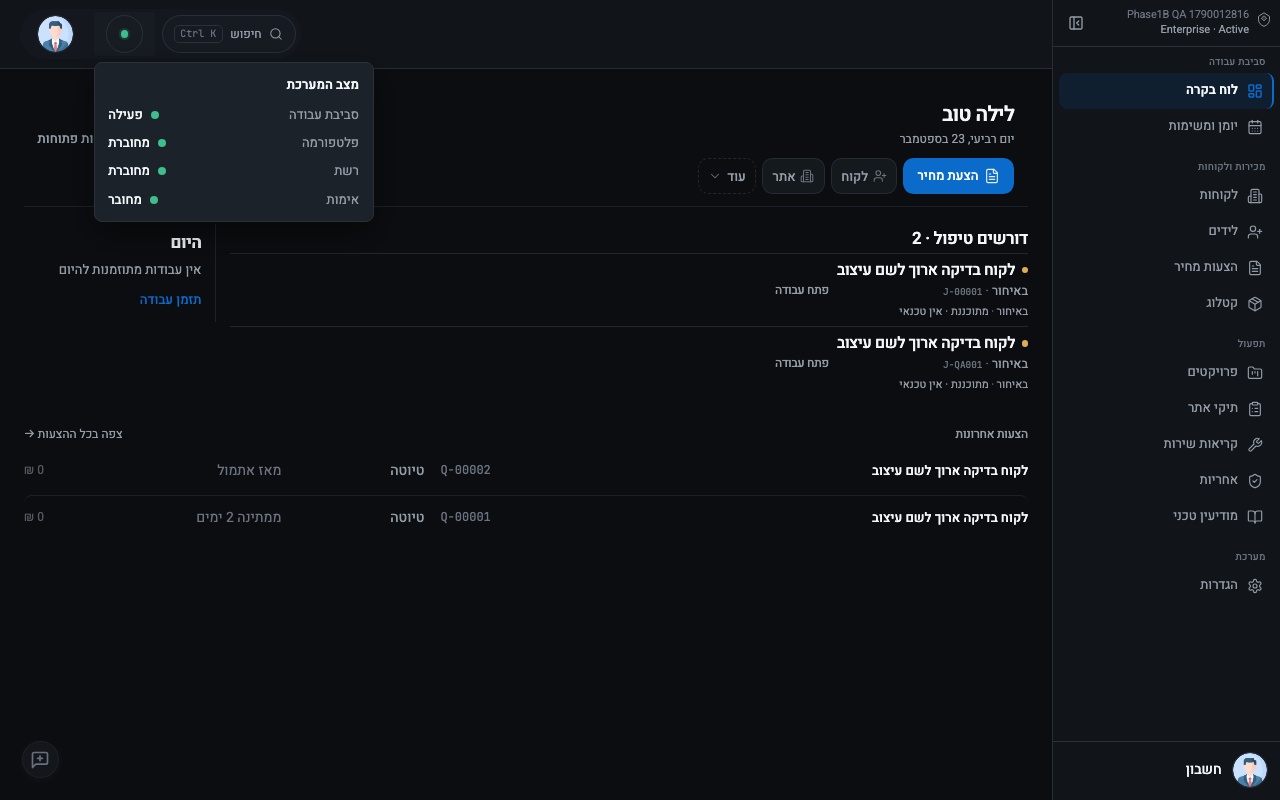 Phase1B QA 1790012816
Enterprise · Active
סביבת עבודה
לוח בקרה
יומן ומשימות
מכירות ולקוחות
לקוחות
לידים
הצעות מחיר
קטלוג
תפעול
פרויקטים
תיקי אתר
קריאות שירות
אחריות
מודיעין טכני
מערכת
הגדרות
חשבון
חיפוש Ctrl K
מצב המערכת
סביבת עבודה פעילה
פלטפורמה מחוברת
רשת מחוברת
אימות מחובר
לילה טוב
יום רביעי, 23 בספטמבר
ות פתוחות
הצעת מחיר
לקוח
אתר
עוד
דורשים טיפול · 2
לקוח בדיקה ארוך לשם עיצוב
באיחור · J-00001 פתח עבודה
באיחור · מתוכננת · אין טכנאי
לקוח בדיקה ארוך לשם עיצוב
באיחור · J-QA001 פתח עבודה
באיחור · מתוכננת · אין טכנאי
היום
אין עבודות מתוזמנות להיום
תזמן עבודה
הצעות אחרונות
צפה בכל ההצעות →
לקוח בדיקה ארוך לשם עיצוב Q-00002 טיוטה מאז אתמול 0 ₪
לקוח בדיקה ארוך לשם עיצוב Q-00001 טיוטה ממתינה 2 ימים 0 ₪